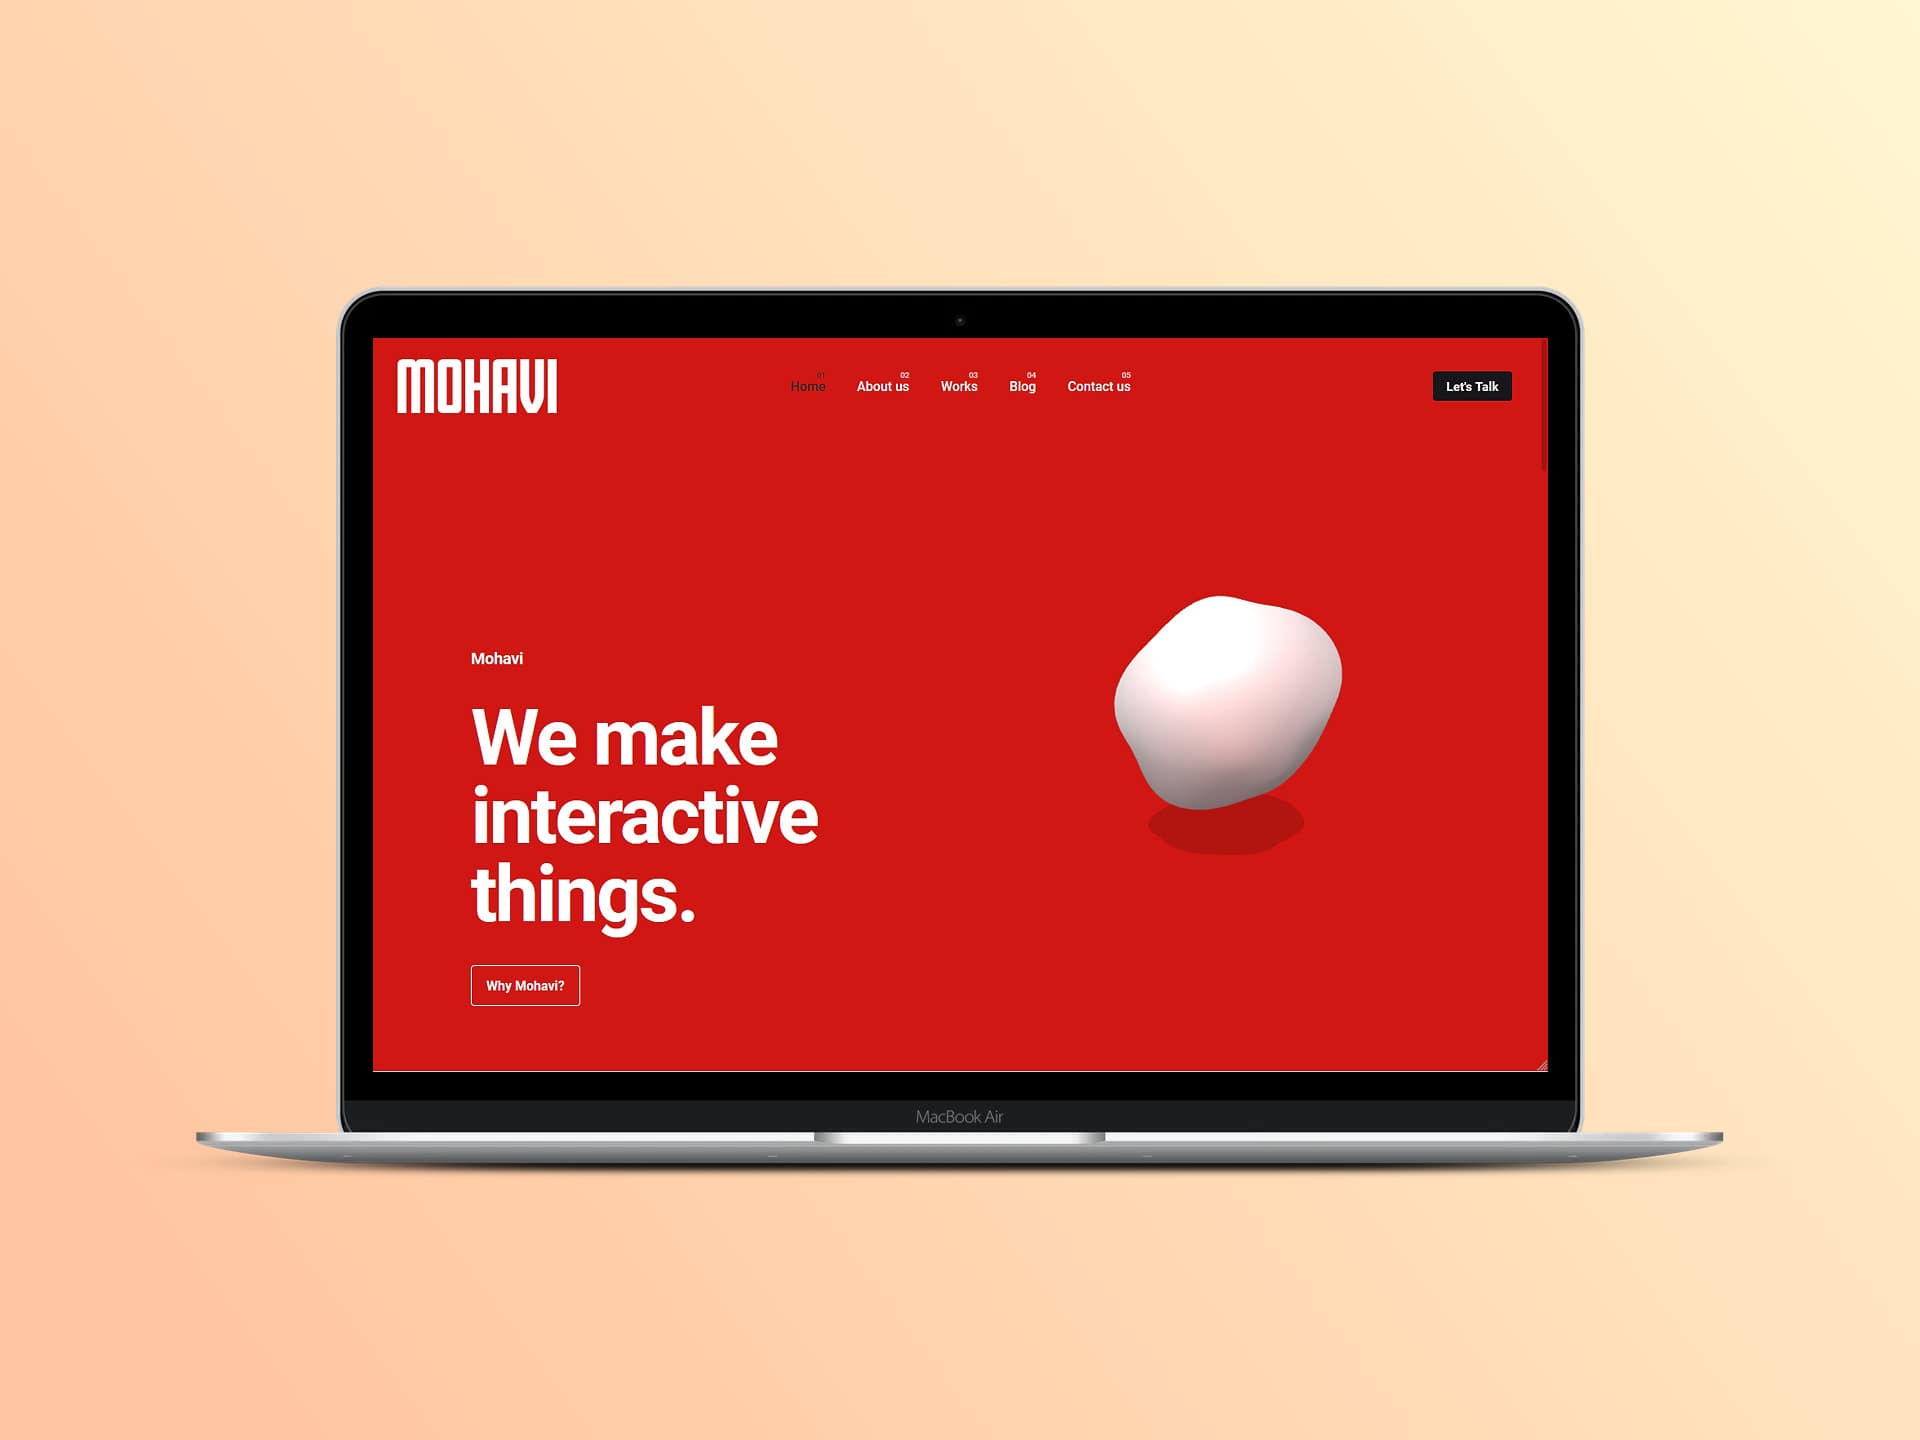 MOHAVI
01 02 03 04 05
Home About us Works Blog Contact us
Let's Talk
Mohavi
We make
interactive
things.
Why Mohavi?
MacBook Air